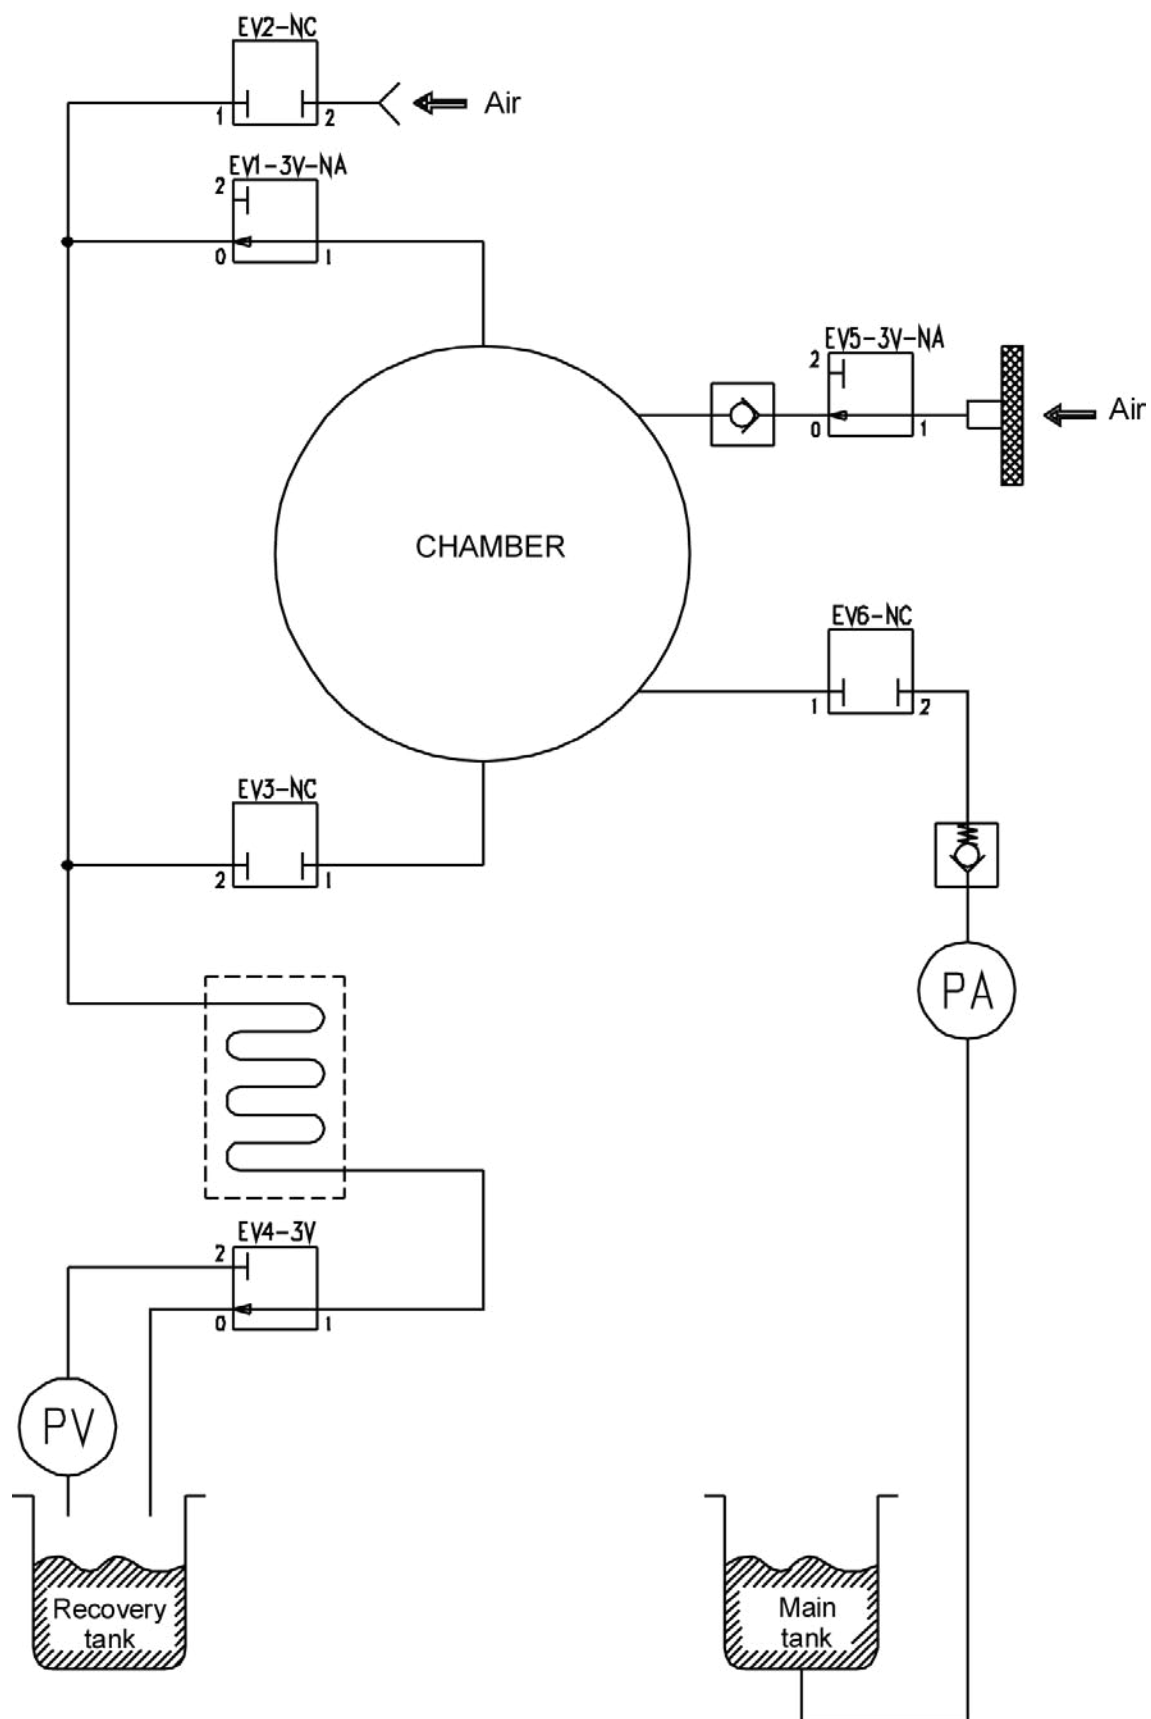 EV2-NC
1
2
Air
EV1-3V-NA
2
0
1
EV5-3V-NA
2
0
1
Air
CHAMBER
EV6-NC
1
2
EV3-NC
2
1
PA
EV4-3V
2
0
1
PV
Recovery
tank
Main
tank